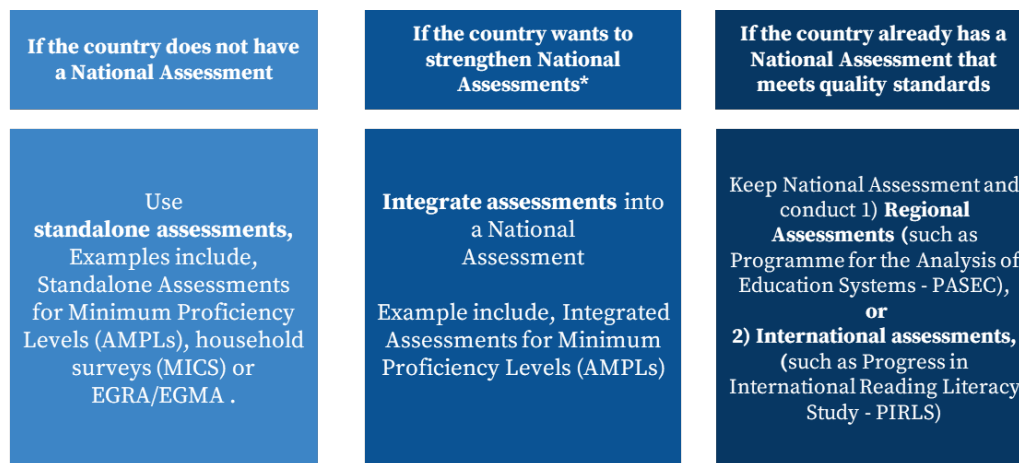 If the country does not have
a National Assessment
Use
standalone assessments,
Examples include,
Standalone Assessments
for Minimum Proficiency
Levels (AMPLs), household
surveys (MICS) or
EGRA/EGMA .
If the country wants to
strengthen National
Assessments*
Integrate assessments into
a National
Assessment
Example include, Integrated
Assessments for Minimum
Proficiency Levels (AMPLs)
If the country already has a
National Assessment that
meets quality standards
Keep National Assessment and
conduct 1) Regional
Assessments (such as
Programme for the Analysis of
Education Systems - PASEC),
or
2) International assessments,
(such as Progress in
International Reading Literacy
Study - PIRLS)